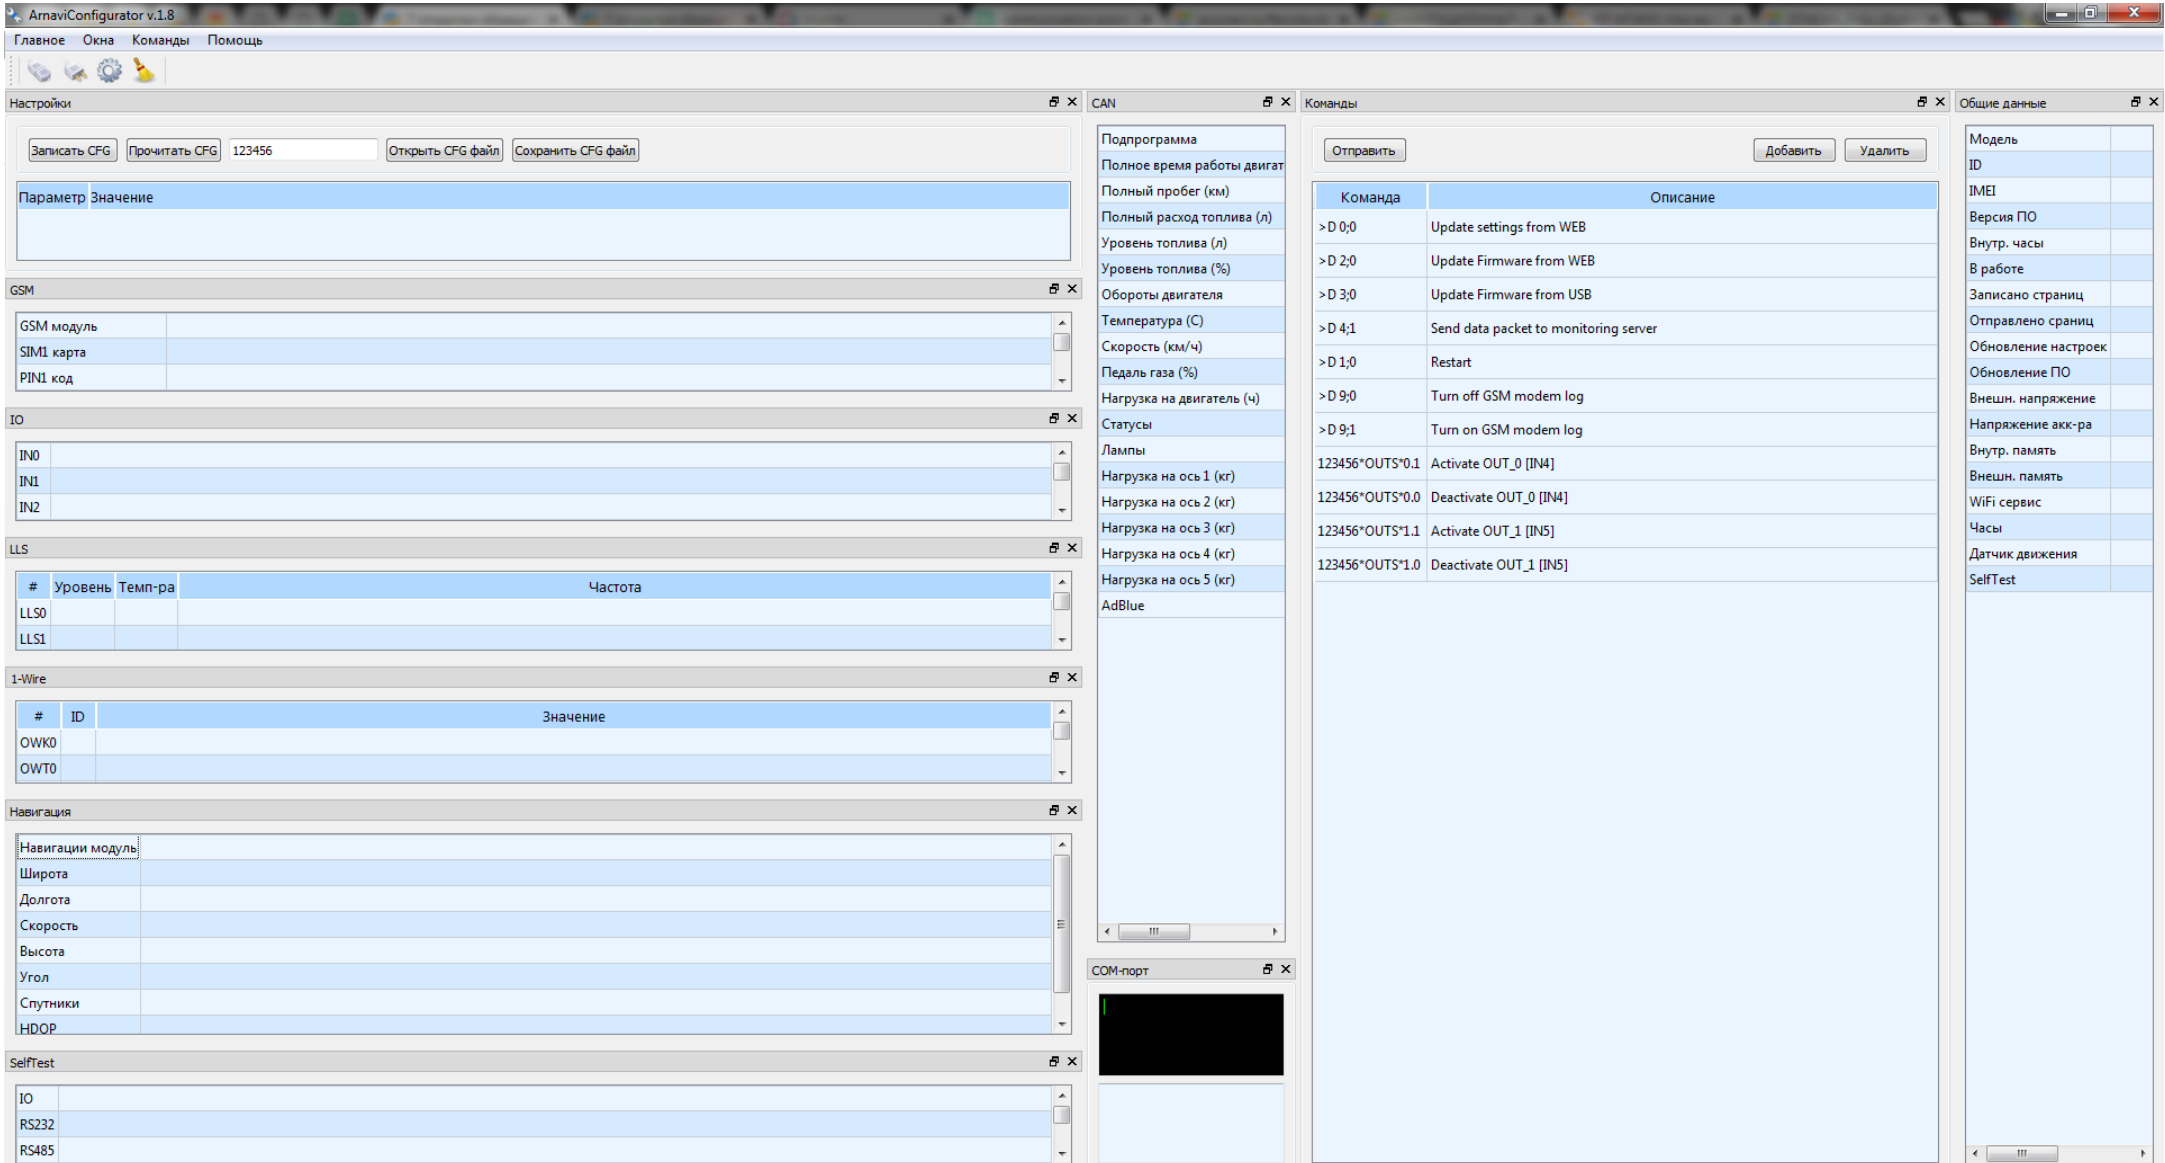 ArnaviConfigurator v.1.8
Главное Окна Команды Помощь
Настройки
Записать CFG Прочитать CFG 123456 Открыть CFG файл Сохранить CFG файл
Параметр Значение
GSM
GSM модуль
SIM1 карта
PIN1 код
IO
IN0
IN1
IN2
LLS
# Уровень Темп-ра Частота
LLS0
LLS1
1-Wire
# ID Значение
OWK0
OWT0
Навигация
Навигации модуль
Широта
Долгота
Скорость
Высота
Угол
Спутники
HDOP
SelfTest
IO
RS232
RS485
CAN
Подпрограмма
Полное время работы двигат
Полный пробег (км)
Полный расход топлива (л)
Уровень топлива (л)
Уровень топлива (%)
Обороты двигателя
Температура (C)
Скорость (км/ч)
Педаль газа (%)
Нагрузка на двигатель (ч)
Статусы
Лампы
Нагрузка на ось 1 (кг)
Нагрузка на ось 2 (кг)
Нагрузка на ось 3 (кг)
Нагрузка на ось 4 (кг)
Нагрузка на ось 5 (кг)
AdBlue
COM-порт
Команды
Отправить Добавить Удалить
Команда Описание
>D 0;0 Update settings from WEB
>D 2;0 Update Firmware from WEB
>D 3;0 Update Firmware from USB
>D 4;1 Send data packet to monitoring server
>D 1;0 Restart
>D 9;0 Turn off GSM modem log
>D 9;1 Turn on GSM modem log
123456*OUTS*0.1 Activate OUT_0 [IN4]
123456*OUTS*0.0 Deactivate OUT_0 [IN4]
123456*OUTS*1.1 Activate OUT_1 [IN5]
123456*OUTS*1.0 Deactivate OUT_1 [IN5]
Общие данные
Модель
ID
IMEI
Версия ПО
Внутр. часы
В работе
Записано страниц
Отправлено сраниц
Обновление настроек
Обновление ПО
Внешн. напряжение
Напряжение акк-ра
Внутр. память
Внешн. память
WiFi сервис
Часы
Датчик движения
SelfTest